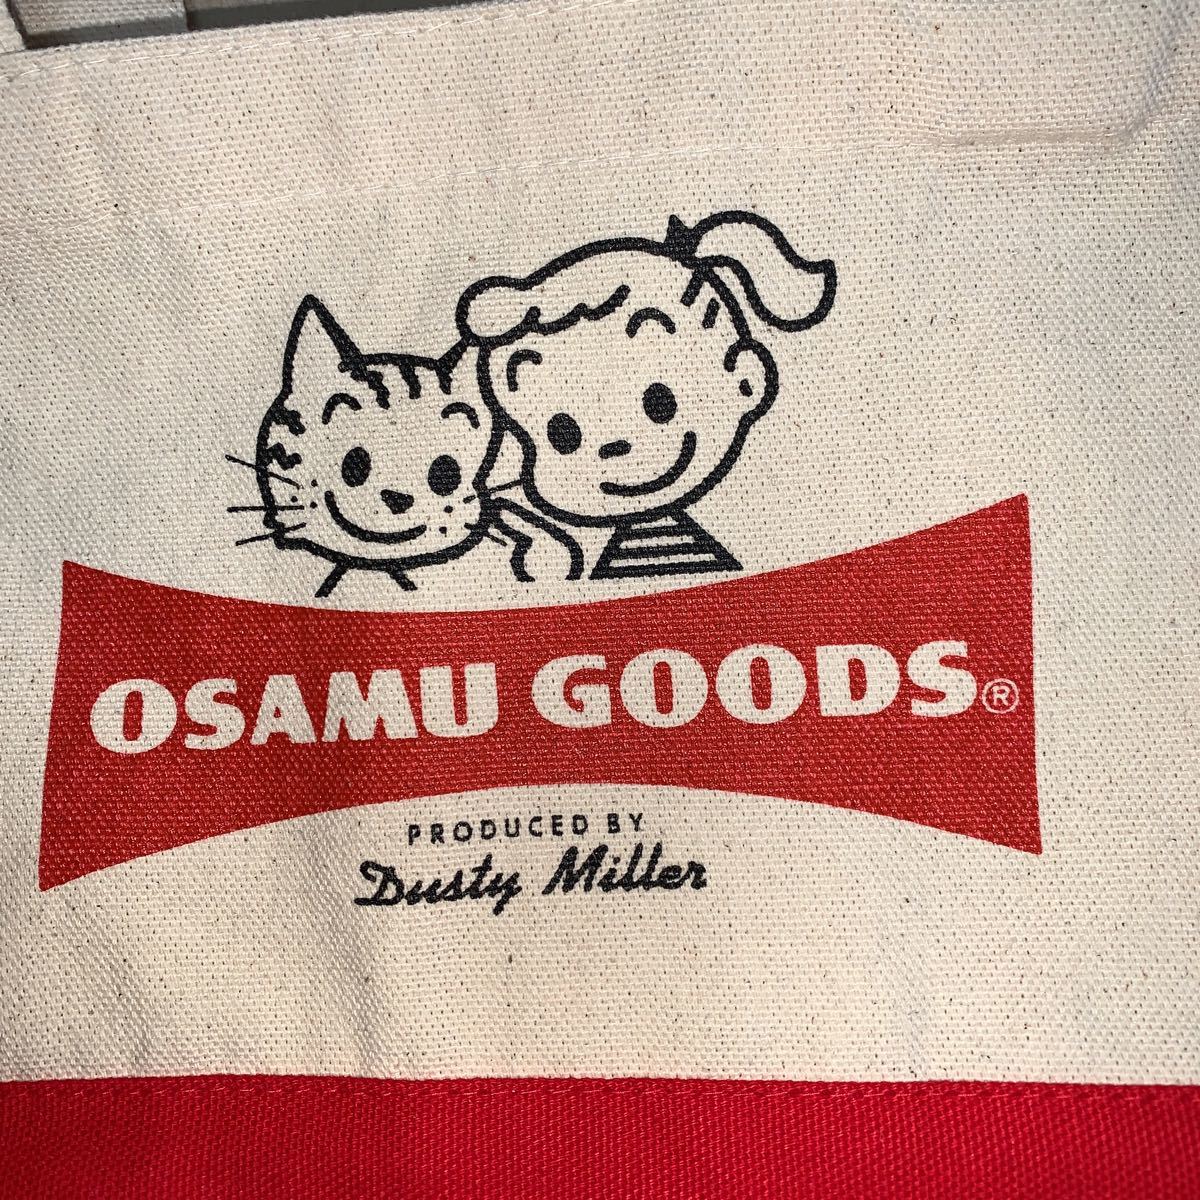 OSAMU GOODS®
PRODUCED BY
Dusty Miller